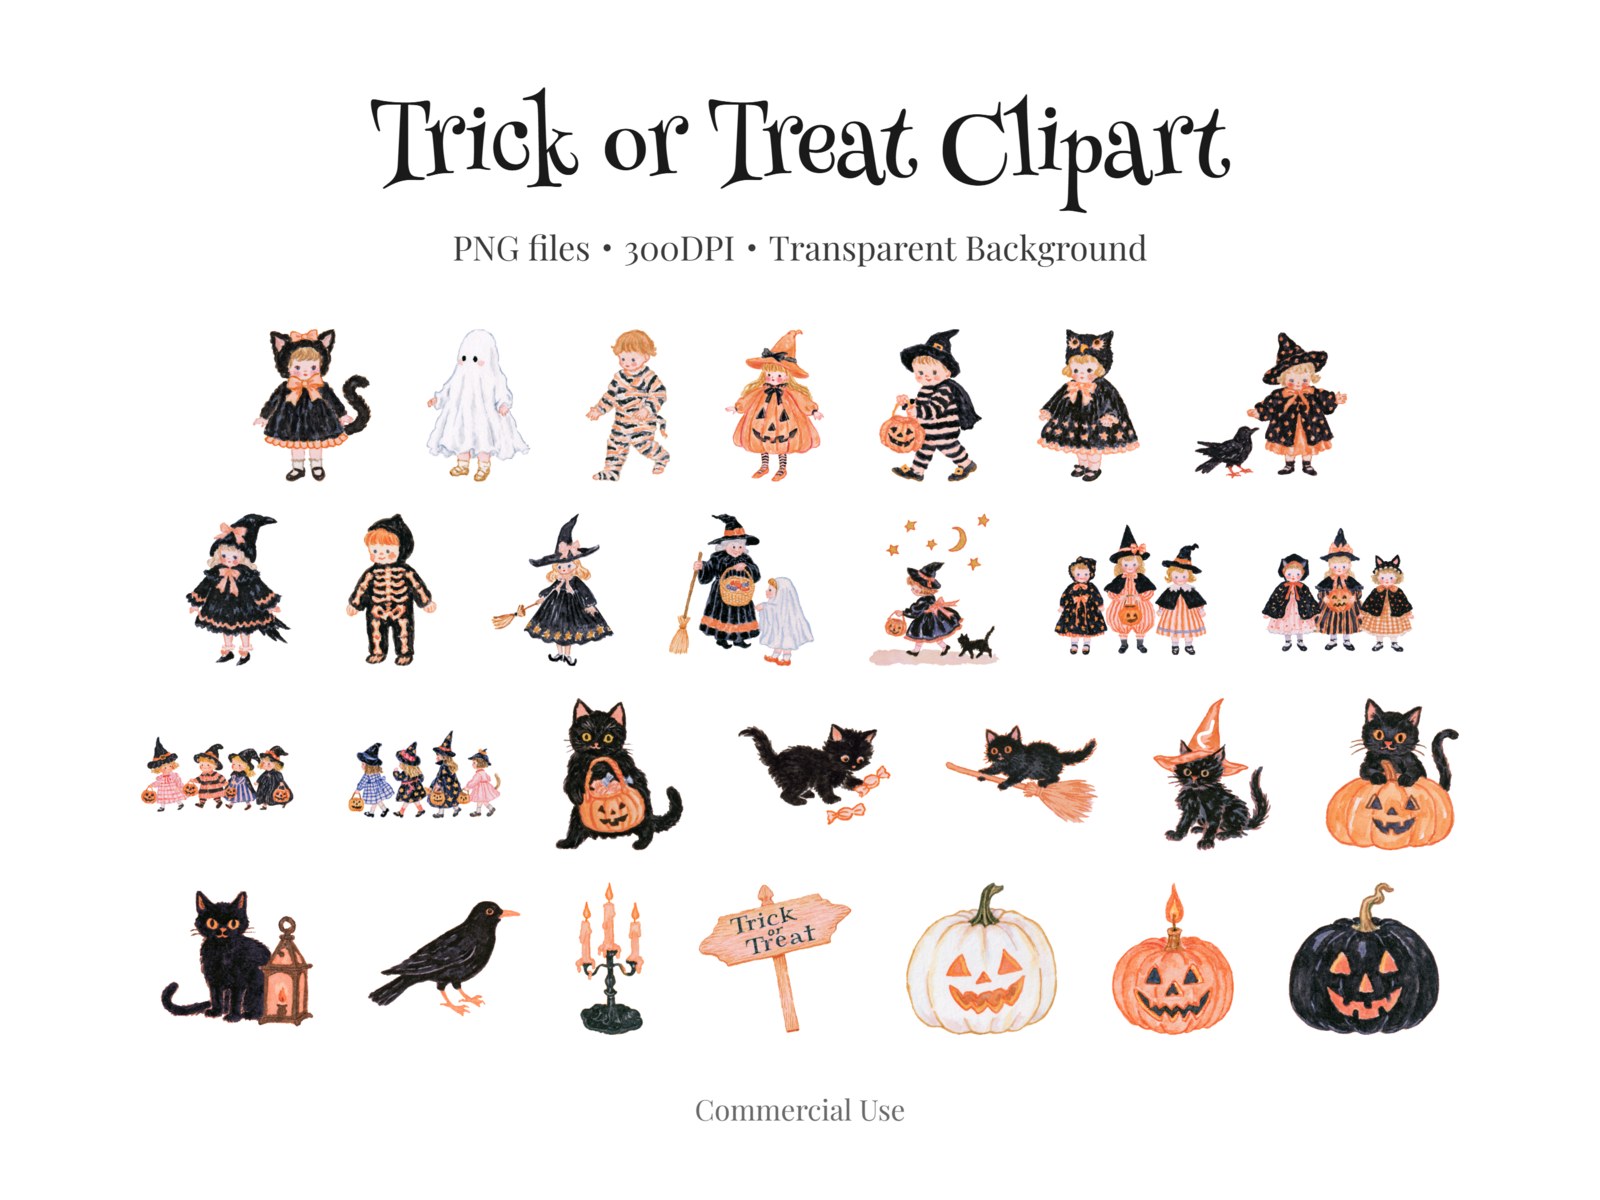 Trick or Treat Clipart
PNG files • 300DPI • Transparent Background
Trick
or
Treat
Commercial Use